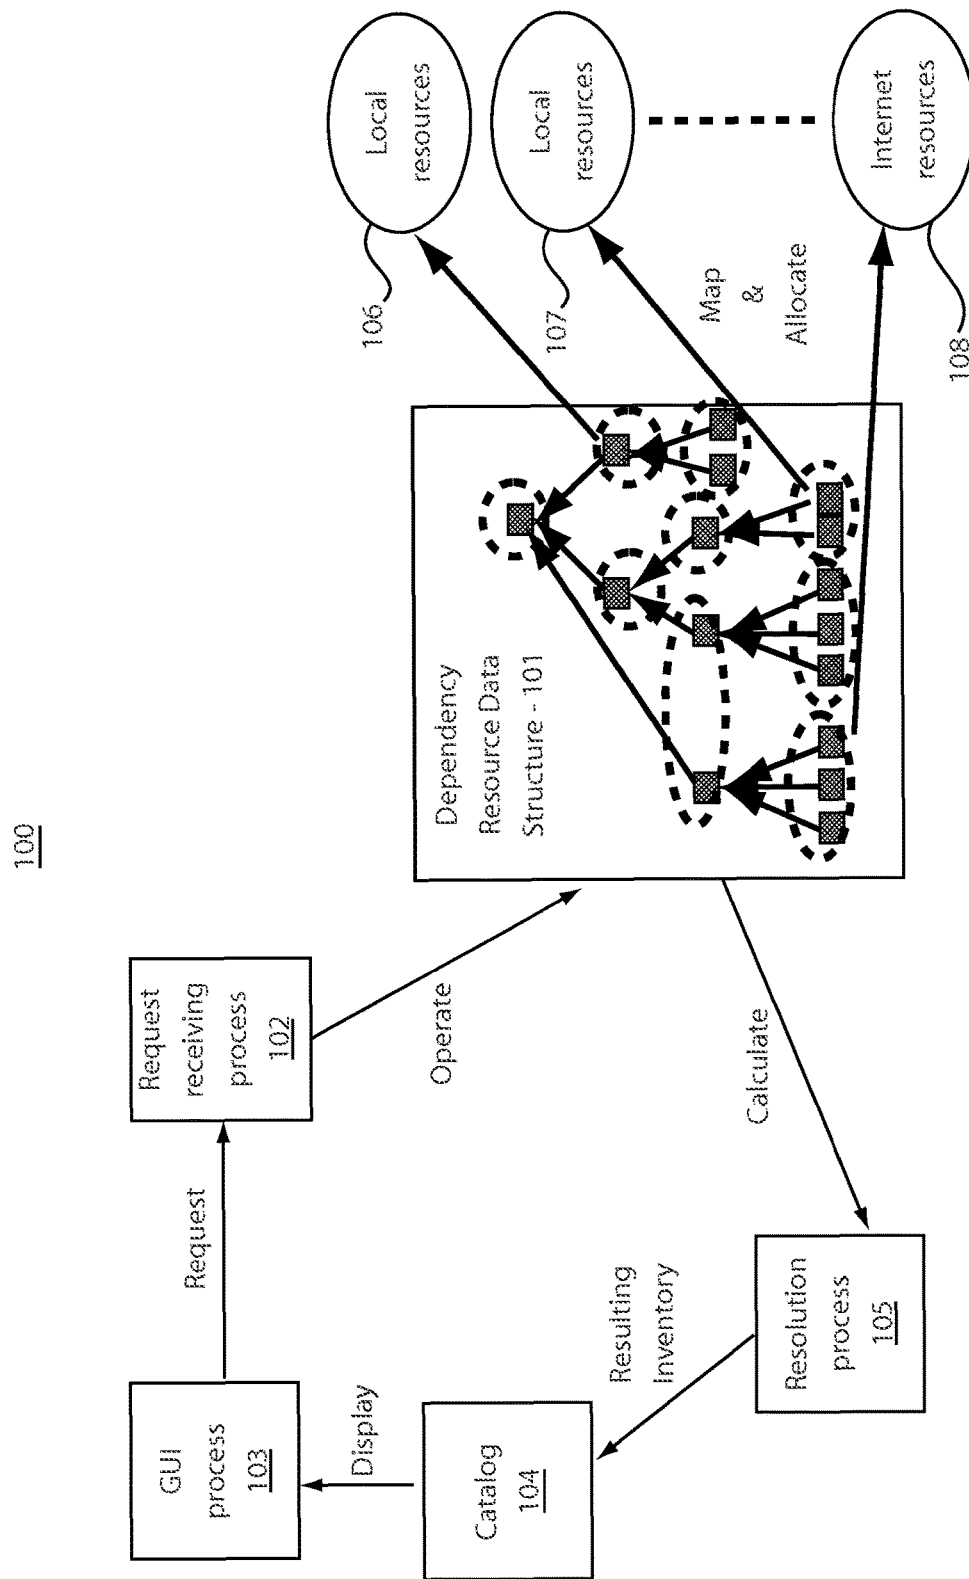 100
GUI
process
103
Request
Request
receiving
process
102
Display
Catalog
104
Operate
Resulting
Inventory
Resolution
process
105
Calculate
Dependency
Resource Data
Structure - 101
106
Local
resources
107
Local
resources
Map
&
Allocate
108
Internet
resources